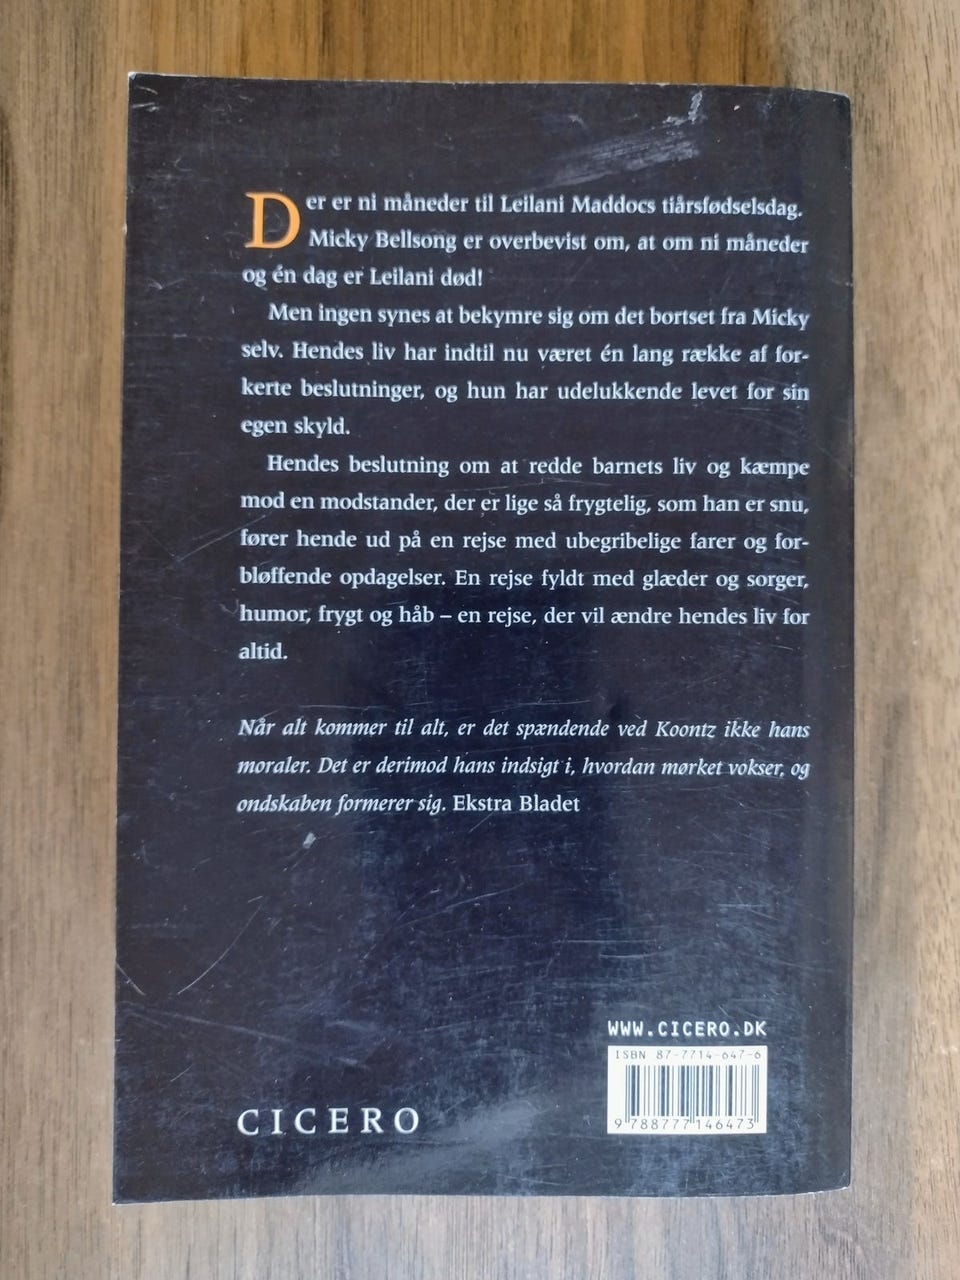 Der er ni måneder til Leilani Maddocs tiårsfødselsdag.
Micky Bellsong er overbevist om, at om ni måneder
og én dag er Leilani død!
Men ingen synes at bekymre sig om det bortset fra Micky
selv. Hendes liv har indtil nu været én lang række af for-
kerte beslutninger, og hun har udelukkende levet for sin
egen skyld.
Hendes beslutning om at redde barnets liv og kæmpe
mod en modstander, der er lige så frygtelig, som han er snu,
fører hende ud på en rejse med ubegribelige farer og for-
bløffende opdagelser. En rejse fyldt med glæder og sorger,
humor, frygt og håb – en rejse, der vil ændre hendes liv for
altid.
Når alt kommer til alt, er det spændende ved Koontz ikke hans
moraler. Det er derimod hans indsigt i, hvordan mørket vokser, og
ondskaben formerer sig. Ekstra Bladet
WWW.CICERO.DK
ISBN 87-7714-647-6
9 788777 146473
CICERO